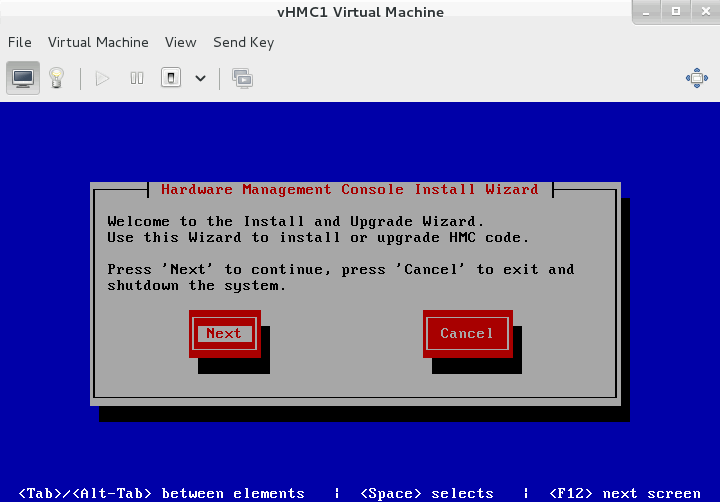 vHMC1 Virtual Machine
File Virtual Machine View Send Key
Hardware Management Console Install Wizard
Welcome to the Install and Upgrade Wizard.
Use this Wizard to install or upgrade HMC code.
Press 'Next' to continue, press 'Cancel' to exit and
shutdown the system.
Next Cancel
<Tab>/<Alt-Tab> between elements | <Space> selects | <F12> next screen